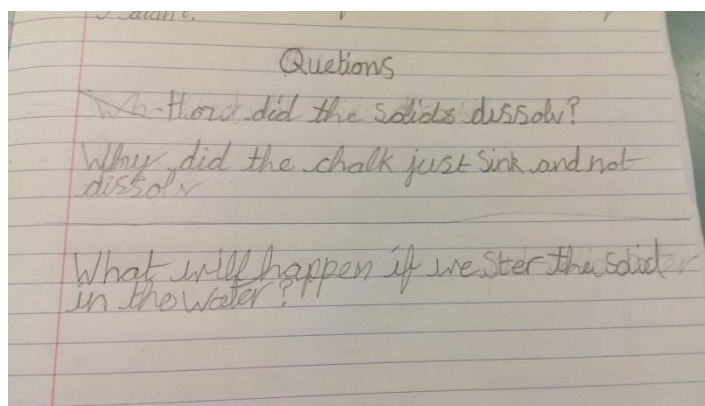 Quetions
How did the solids dissolv?
Why did the chalk just sink and not
dissolv
What will happen if we ster the solid
in the water?